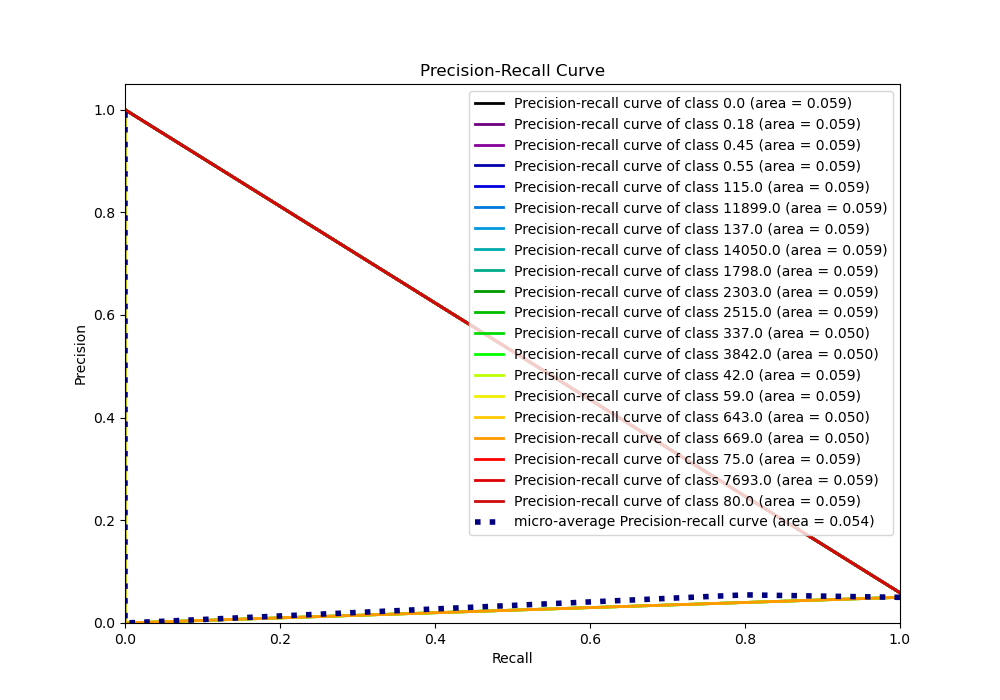 Precision-Recall Curve
1.0
0.8
0.6
0.4
0.2
0.0
Precision
0.0
0.2
0.4
0.6
0.8
1.0
Recall
Precision-recall curve of class 0.0 (area = 0.059)
Precision-recall curve of class 0.18 (area = 0.059)
Precision-recall curve of class 0.45 (area = 0.059)
Precision-recall curve of class 0.55 (area = 0.059)
Precision-recall curve of class 115.0 (area = 0.059)
Precision-recall curve of class 11899.0 (area = 0.059)
Precision-recall curve of class 137.0 (area = 0.059)
Precision-recall curve of class 14050.0 (area = 0.059)
Precision-recall curve of class 1798.0 (area = 0.059)
Precision-recall curve of class 2303.0 (area = 0.059)
Precision-recall curve of class 2515.0 (area = 0.059)
Precision-recall curve of class 337.0 (area = 0.050)
Precision-recall curve of class 3842.0 (area = 0.050)
Precision-recall curve of class 42.0 (area = 0.059)
Precision-recall curve of class 59.0 (area = 0.059)
Precision-recall curve of class 643.0 (area = 0.050)
Precision-recall curve of class 669.0 (area = 0.050)
Precision-recall curve of class 75.0 (area = 0.059)
Precision-recall curve of class 7693.0 (area = 0.059)
Precision-recall curve of class 80.0 (area = 0.059)
micro-average Precision-recall curve (area = 0.054)